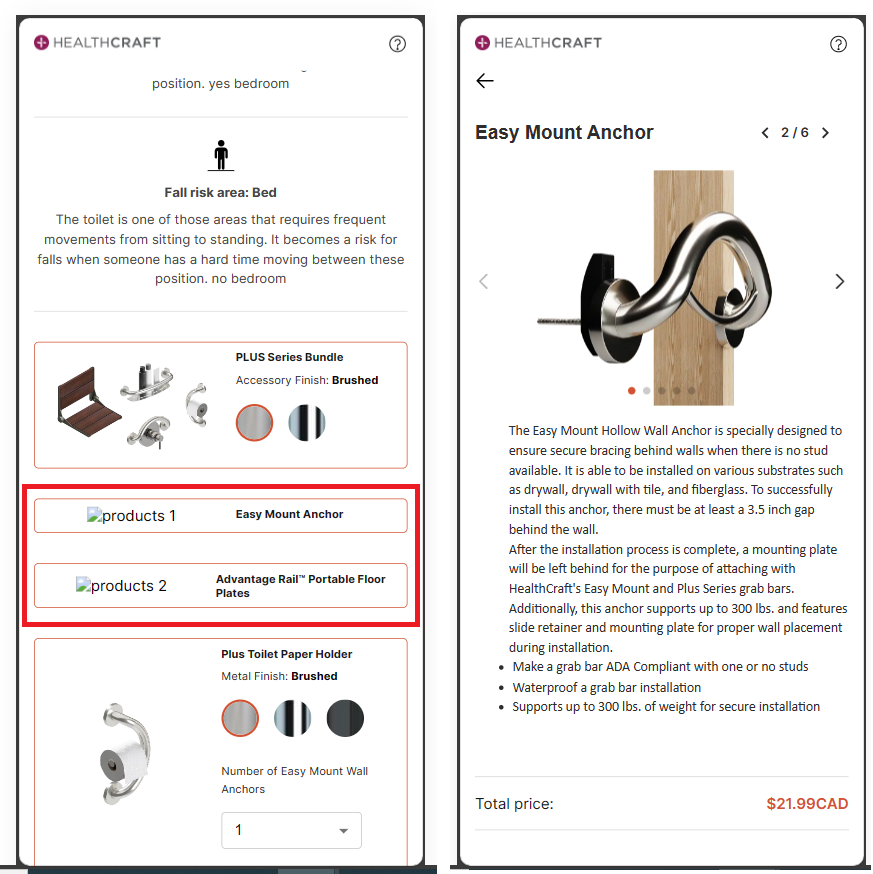 HEALTHCRAFT
position. yes bedroom
Fall risk area: Bed
The toilet is one of those areas that requires frequent
movements from sitting to standing. It becomes a risk for
falls when someone has a hard time moving between these
position. no bedroom
PLUS Series Bundle
Accessory Finish: Brushed
products 1
Easy Mount Anchor
products 2
Advantage Rail™ Portable Floor
Plates
Plus Toilet Paper Holder
Metal Finish: Brushed
Number of Easy Mount Wall
Anchors
1
HEALTHCRAFT
Easy Mount Anchor
2 / 6
The Easy Mount Hollow Wall Anchor is specially designed to
ensure secure bracing behind walls when there is no stud
available. It is able to be installed on various substrates such
as drywall, drywall with tile, and fiberglass. To successfully
install this anchor, there must be at least a 3.5 inch gap
behind the wall.
After the installation process is complete, a mounting plate
will be left behind for the purpose of attaching with
HealthCraft's Easy Mount and Plus Series grab bars.
Additionally, this anchor supports up to 300 lbs. and features
slide retainer and mounting plate for proper wall placement
during installation.
• Make a grab bar ADA Compliant with one or no studs
• Waterproof a grab bar installation
• Supports up to 300 lbs. of weight for secure installation
Total price:
$21.99CAD